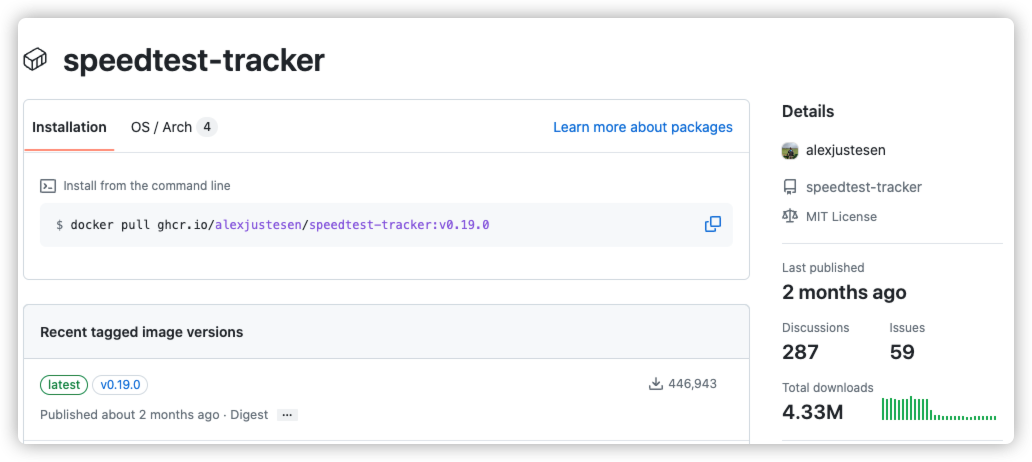 speedtest-tracker
Installation
OS / Arch 4
Learn more about packages
Install from the command line
$ docker pull ghcr.io/alexjustesen/speedtest-tracker:v0.19.0
Recent tagged image versions
latest v0.19.0
446,943
Published about 2 months ago · Digest ···
Details
alexjustesen
speedtest-tracker
MIT License
Last published
2 months ago
Discussions
287
Issues
59
Total downloads
4.33M